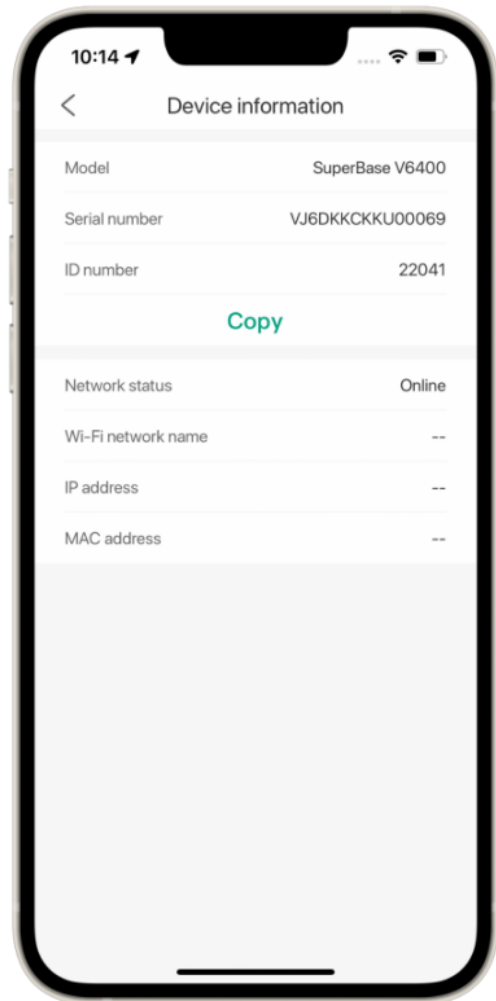 10:14
Device information
Model SuperBase V6400
Serial number VJ6DKKCKKU00069
ID number 22041
Copy
Network status Online
Wi-Fi network name --
IP address --
MAC address --